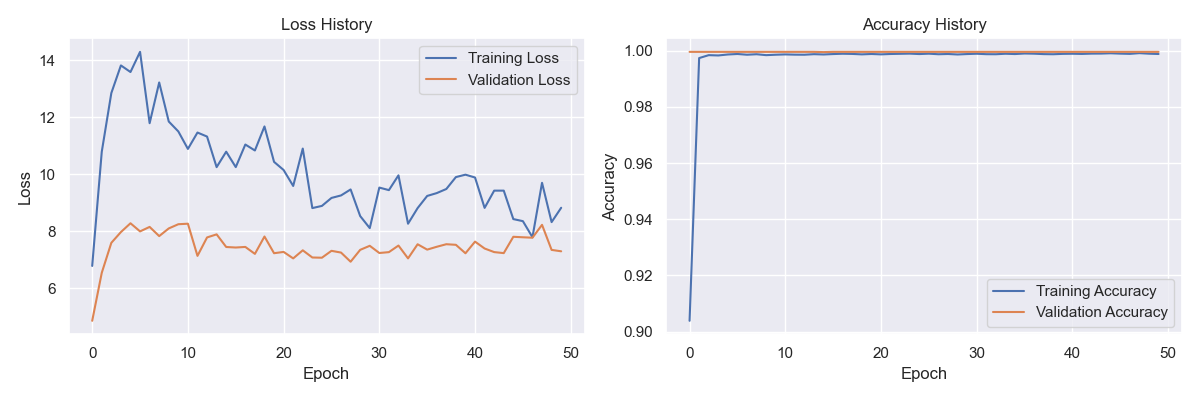 Loss History
14
12
10
8
6
Loss
Training Loss
Validation Loss
0 10 20 30 40 50
Epoch
Accuracy History
1.00
0.98
0.96
0.94
0.92
0.90
Accuracy
Training Accuracy
Validation Accuracy
0 10 20 30 40 50
Epoch